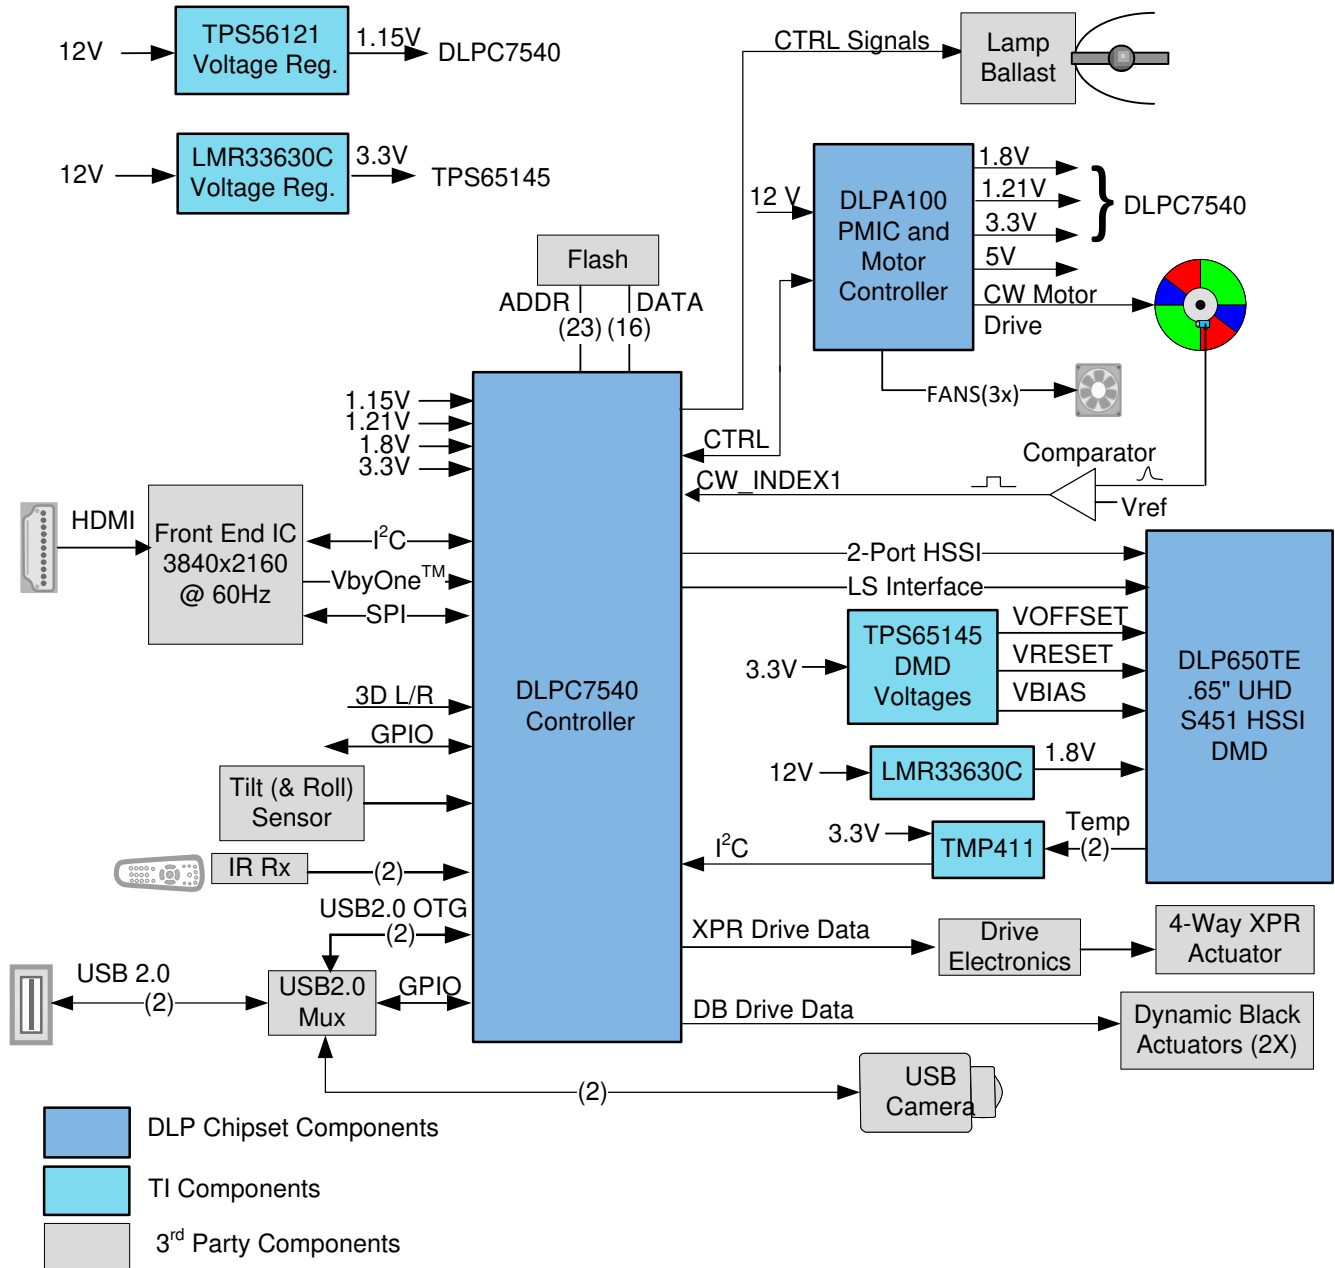 12V
TPS56121
Voltage Reg.
1.15V
DLPC7540
12V
LMR33630C
Voltage Reg.
3.3V
TPS65145
CTRL Signals
Lamp
Ballast
12 V
DLPA100
PMIC and
Motor
Controller
1.8V
1.21V
3.3V
5V
}
DLPC7540
CW Motor
Drive
FANS(3x)
Flash
ADDR
DATA
(23)
(16)
1.15V
1.21V
1.8V
3.3V
CTRL
CW_INDEX1
Comparator
Vref
HDMI
Front End IC
3840x2160
@ 60Hz
I²C
VbyOne™
SPI
DLPC7540
Controller
2-Port HSSI
LS Interface
3.3V
TPS65145
DMD
Voltages
VOFFSET
VRESET
VBIAS
DLP650TE
.65" UHD
S451 HSSI
DMD
12V
LMR33630C
1.8V
3D L/R
GPIO
Tilt (& Roll)
Sensor
3.3V
TMP411
Temp
(2)
I²C
IR Rx
(2)
USB2.0 OTG
(2)
USB 2.0
(2)
USB2.0
Mux
GPIO
XPR Drive Data
Drive
Electronics
4-Way XPR
Actuator
DB Drive Data
Dynamic Black
Actuators (2X)
(2)
USB
Camera
DLP Chipset Components
TI Components
3rd Party Components